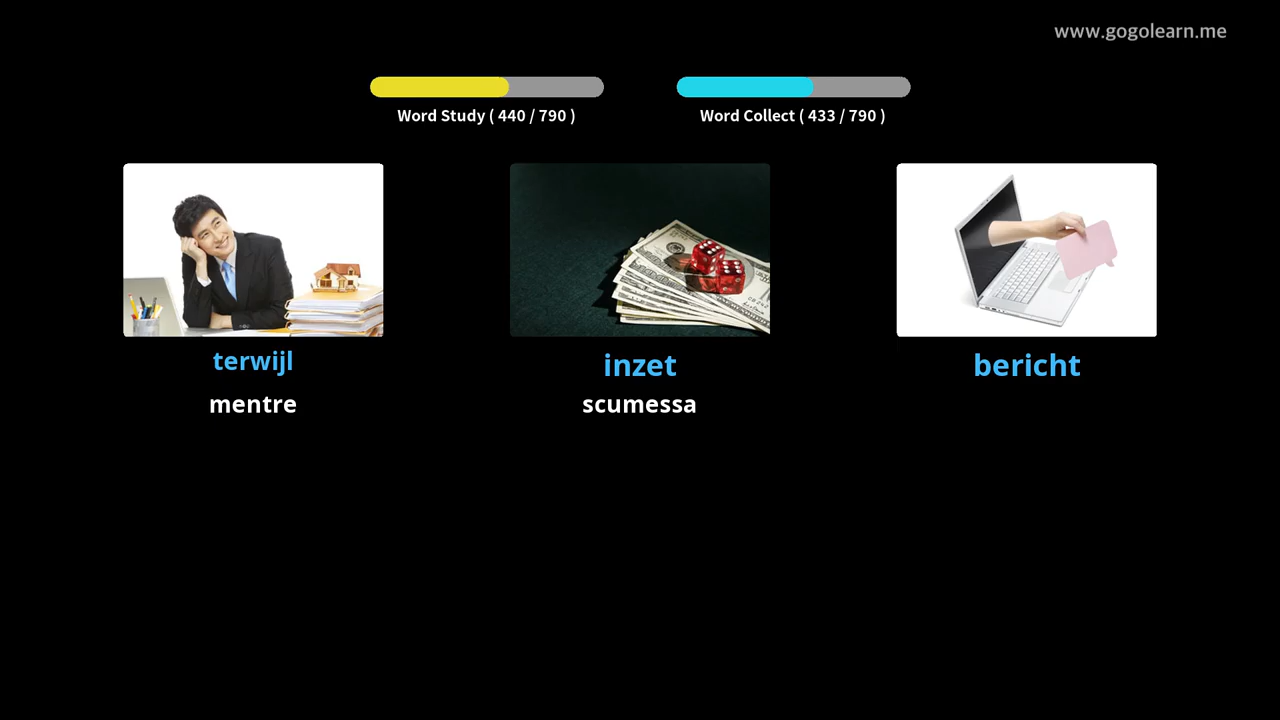 www.gogolearn.me
Word Study ( 440 / 790 )
Word Collect ( 433 / 790 )
terwijl
inzet
bericht
mentre
scumessa